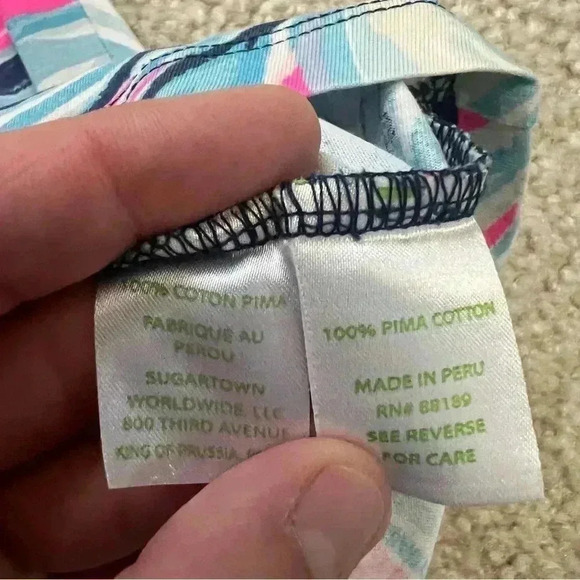 100% COTON PIMA
FABRIQUE AU
PEROU
SUGARTOWN
WORLDWIDE, LLC
800 THIRD AVENUE
KING OF PRUSSIA,
100% PIMA COTTON
MADE IN PERU
RN# 88189
SEE REVERSE
FOR CARE